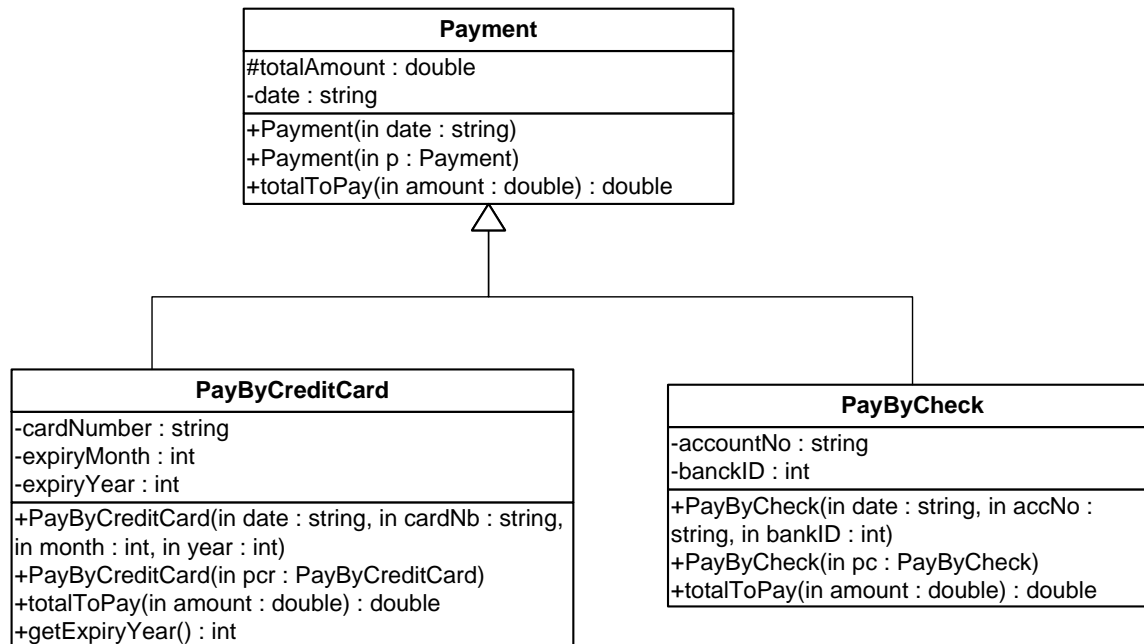 Payment
#totalAmount : double
-date : string
+Payment(in date : string)
+Payment(in p : Payment)
+totalToPay(in amount : double) : double
PayByCreditCard
-cardNumber : string
-expiryMonth : int
-expiryYear : int
+PayByCreditCard(in date : string, in cardNb : string,
in month : int, in year : int)
+PayByCreditCard(in pcr : PayByCreditCard)
+totalToPay(in amount : double) : double
+getExpiryYear() : int
PayByCheck
-accountNo : string
-banckID : int
+PayByCheck(in date : string, in accNo :
string, in bankID : int)
+PayByCheck(in pc : PayByCheck)
+totalToPay(in amount : double) : double